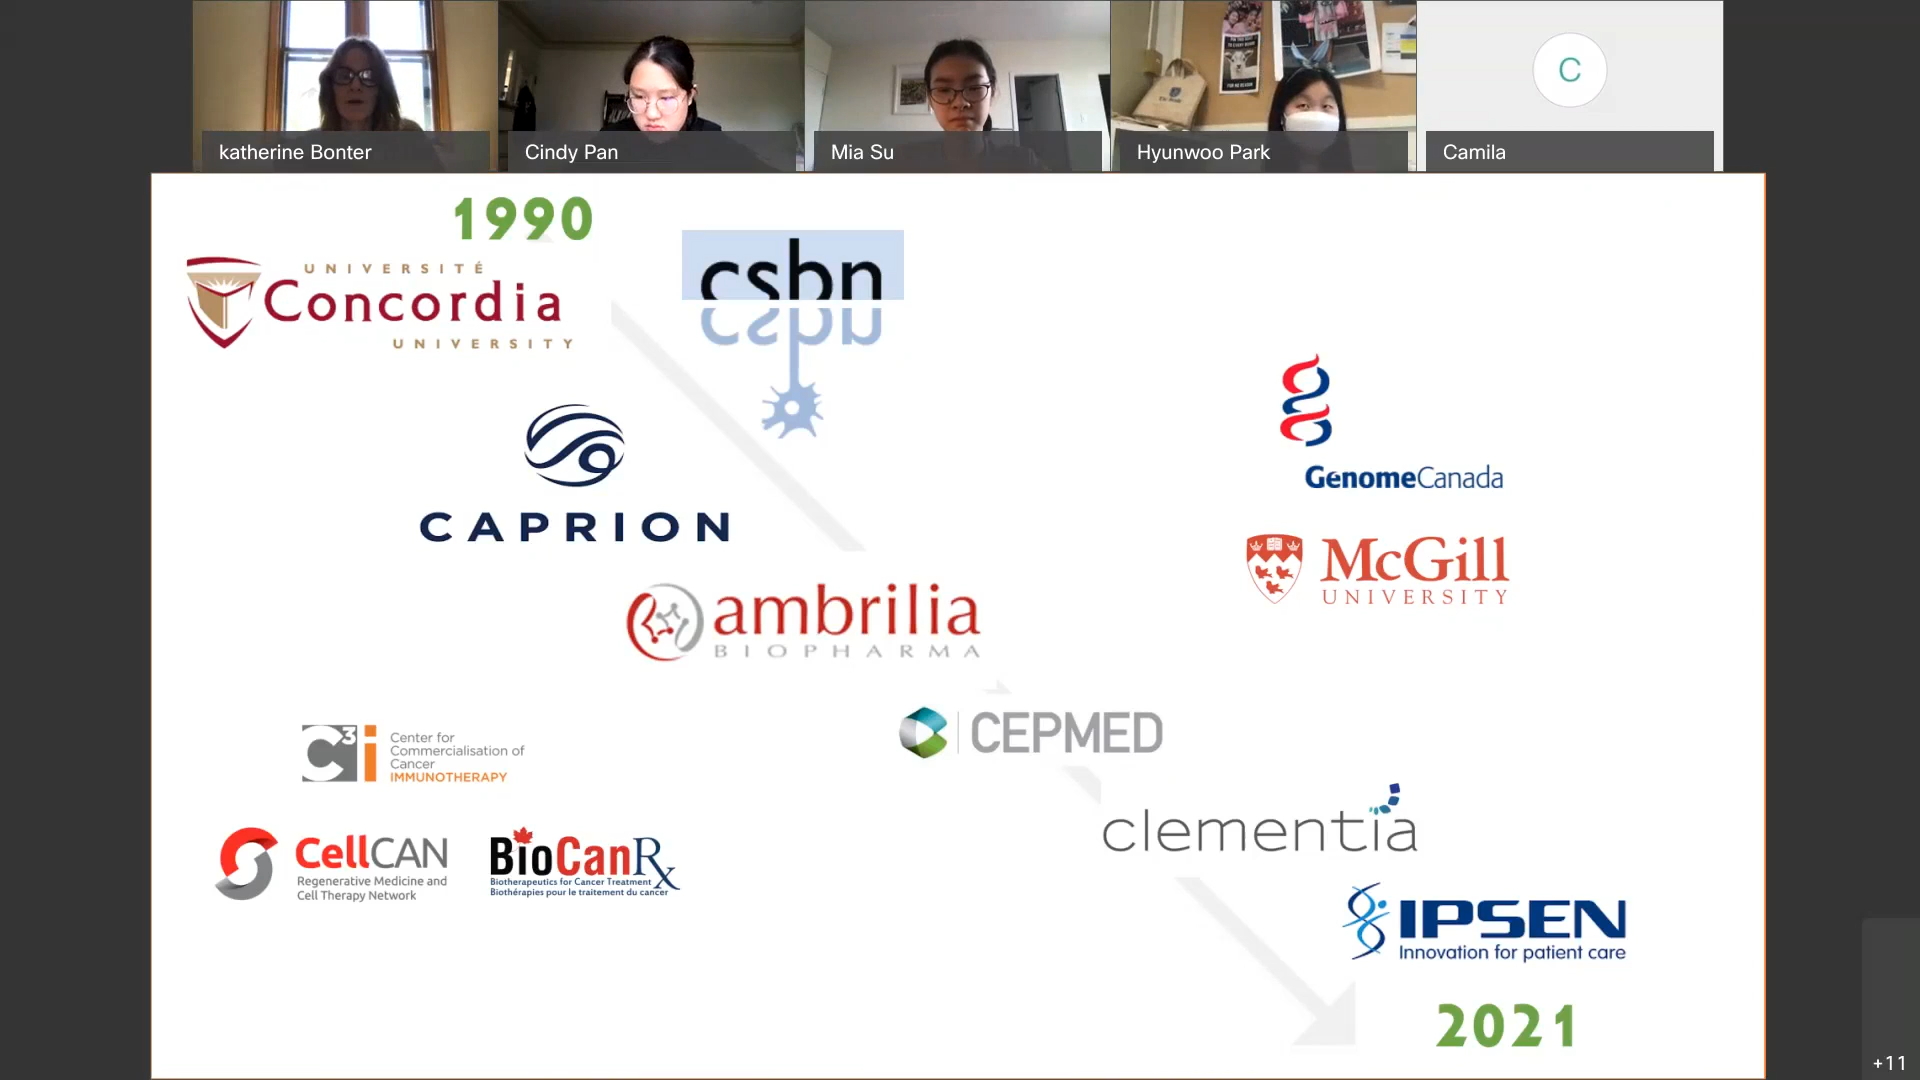 katherine Bonter
Cindy Pan
Mia Su
Hyunwoo Park
C
Camila
1990
UNIVERSITÉ
Concordia
UNIVERSITY
csbn
CAPRION
GenomeCanada
McGill
UNIVERSITY
ambrilia
BIOPHARMA
CEPMED
C3i
Center for
Commercialisation of
Cancer
IMMUNOTHERAPY
clementia
CellCAN
Regenerative Medicine and
Cell Therapy Network
BioCanRx
Biotherapeutics for Cancer Treatment
Biothérapies pour le traitement du cancer
IPSEN
Innovation for patient care
2021
+11